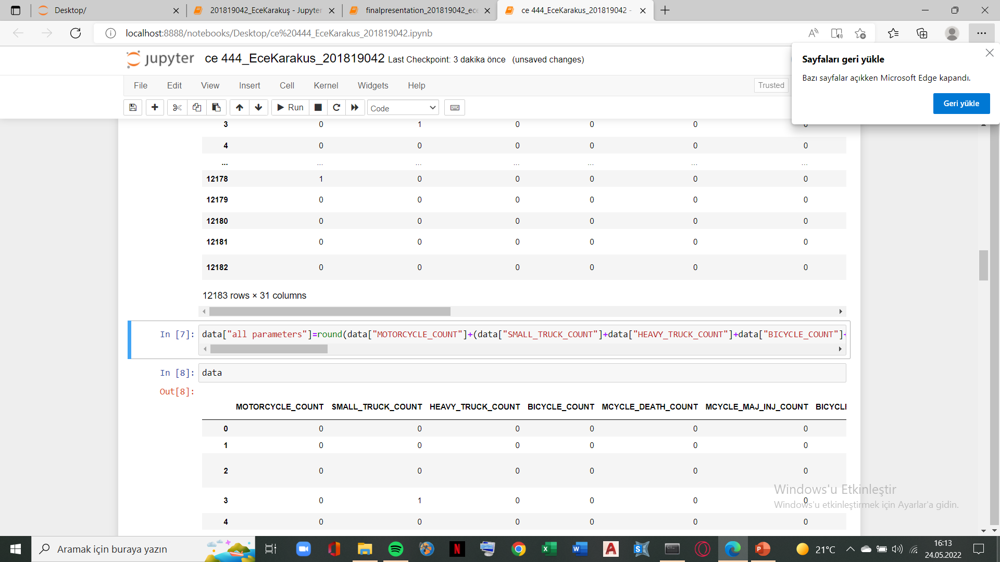 Desktop/
201819042_EceKarakuş - Jupyter
finalpresentation_201819042_ece
ce 444_EceKarakus_201819042 -
localhost:8888/notebooks/Desktop/ce%20444_EceKarakus_201819042.ipynb
Sayfaları geri yükle
Bazı sayfalar açıkken Microsoft Edge kapandı.
Geri yükle
jupyter ce 444_EceKarakus_201819042 Last Checkpoint: 3 dakika önce (unsaved changes)
File Edit View Insert Cell Kernel Widgets Help
Trusted
Run
Code
3 0 1 0 0 0 0
4 0 0 0 0 0 0
... ... ... ... ... ... ...
12178 1 0 0 0 0 0
12179 0 0 0 0 0 0
12180 0 0 0 0 0 0
12181 0 0 0 0 0 0
12182 0 0 0 0 0 0
12183 rows × 31 columns
In [7]: data["all parameters"]=round(data["MOTORCYCLE_COUNT"]+(data["SMALL_TRUCK_COUNT"]+data["HEAVY_TRUCK_COUNT"]+data["BICYCLE_COUNT"]+
In [8]: data
Out[8]:
MOTORCYCLE_COUNT SMALL_TRUCK_COUNT HEAVY_TRUCK_COUNT BICYCLE_COUNT MCYCLE_DEATH_COUNT MCYCLE_MAJ_INJ_COUNT BICYCLE
0 0 0 0 0 0 0
1 0 0 0 0 0 0
2 0 0 0 0 0 0
3 0 1 0 0 0 0
4 0 0 0 0 0 0
Windows'u Etkinleştir
Windows'u etkinleştirmek için Ayarlar'a gidin.
Aramak için buraya yazın
21°C
16:13
24.05.2022